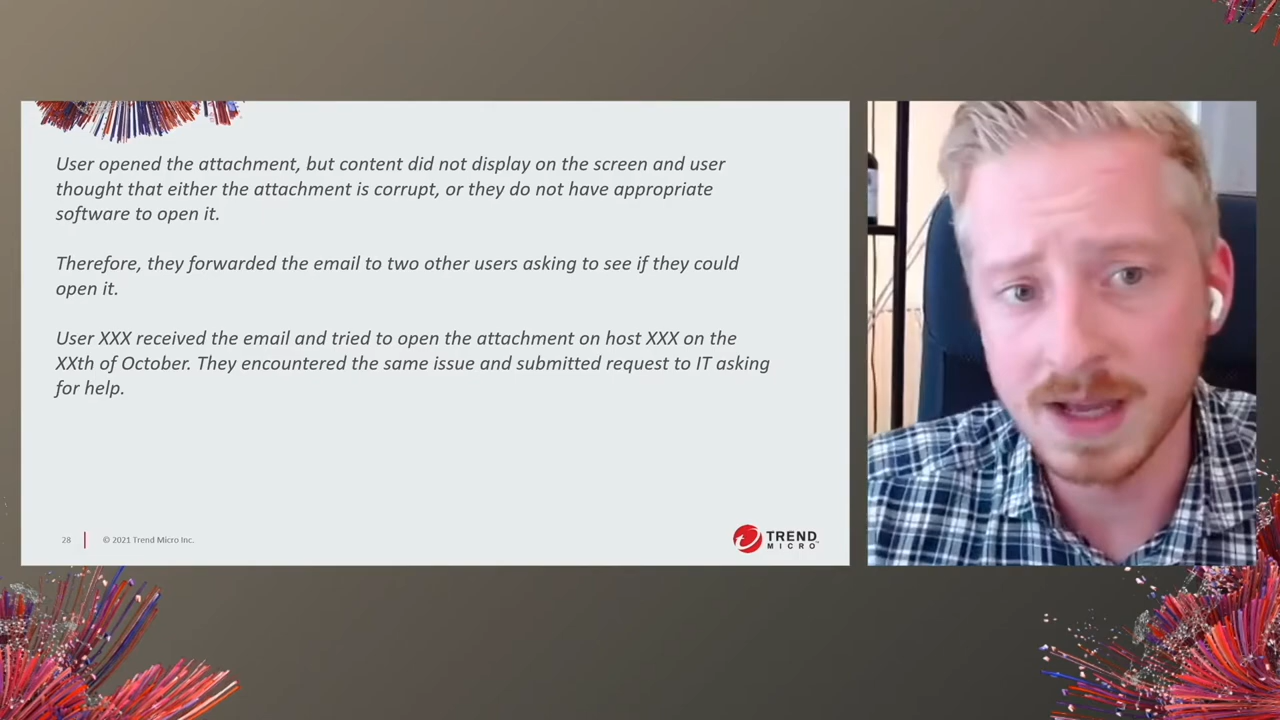 User opened the attachment, but content did not display on the screen and user
thought that either the attachment is corrupt, or they do not have appropriate
software to open it.
Therefore, they forwarded the email to two other users asking to see if they could
open it.
User XXX received the email and tried to open the attachment on host XXX on the
XXth of October. They encountered the same issue and submitted request to IT asking
for help.
28
© 2021 Trend Micro Inc.
TREND
MICRO